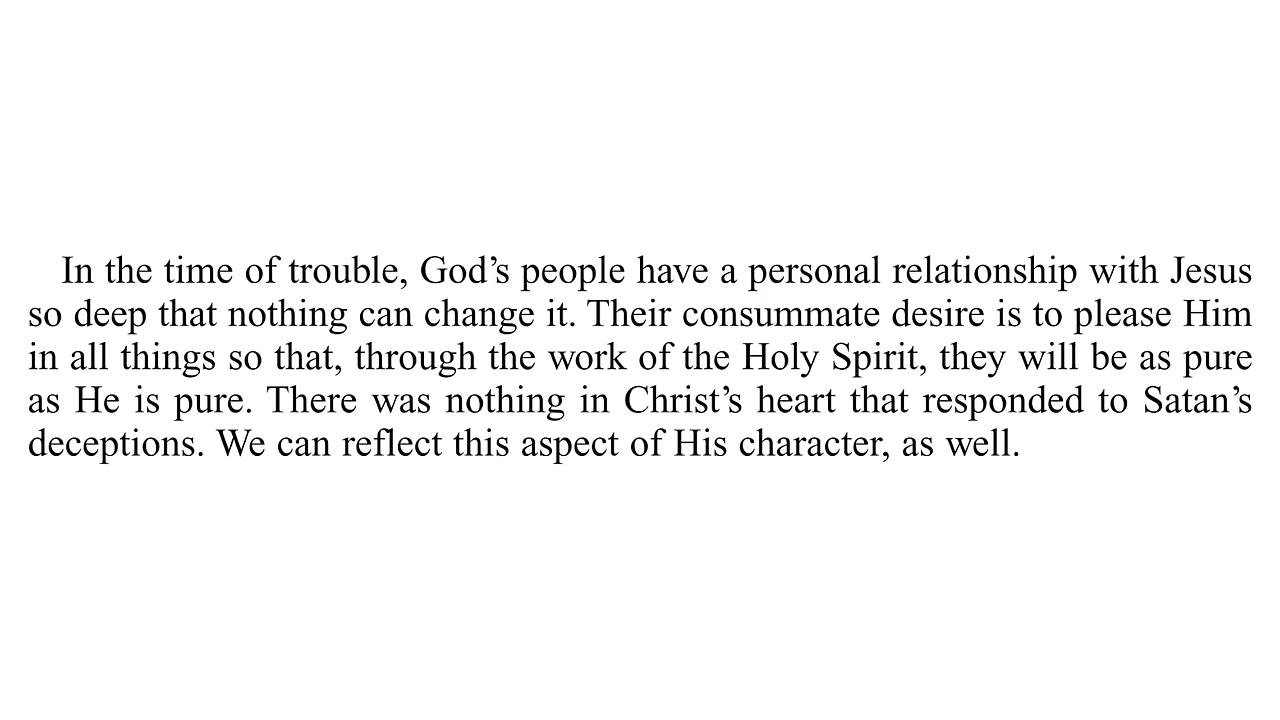 In the time of trouble, God’s people have a personal relationship with Jesus
so deep that nothing can change it. Their consummate desire is to please Him
in all things so that, through the work of the Holy Spirit, they will be as pure
as He is pure. There was nothing in Christ’s heart that responded to Satan’s
deceptions. We can reflect this aspect of His character, as well.